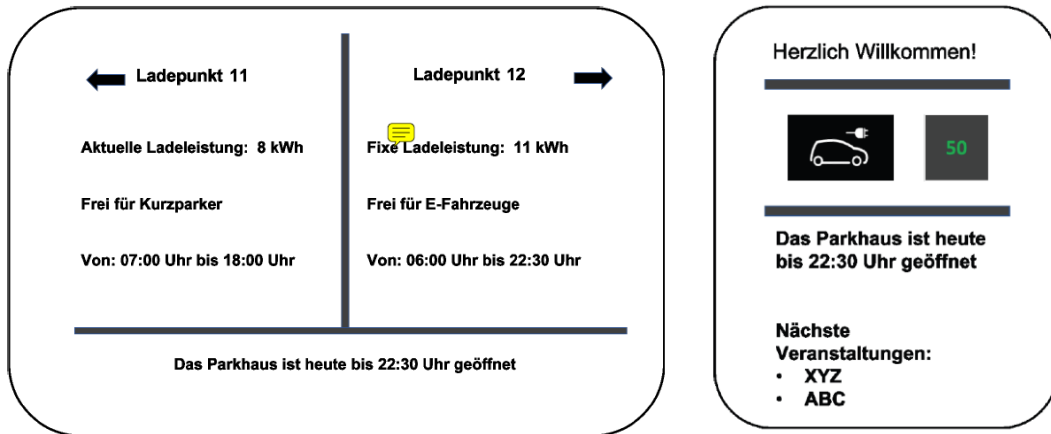 Ladepunkt 11
Aktuelle Ladeleistung: 8 kWh
Frei für Kurzparker
Von: 07:00 Uhr bis 18:00 Uhr
Ladepunkt 12
Fixe Ladeleistung: 11 kWh
Frei für E-Fahrzeuge
Von: 06:00 Uhr bis 22:30 Uhr
Das Parkhaus ist heute bis 22:30 Uhr geöffnet
Herzlich Willkommen!
50
Das Parkhaus ist heute
bis 22:30 Uhr geöffnet
Nächste
Veranstaltungen:
• XYZ
• ABC